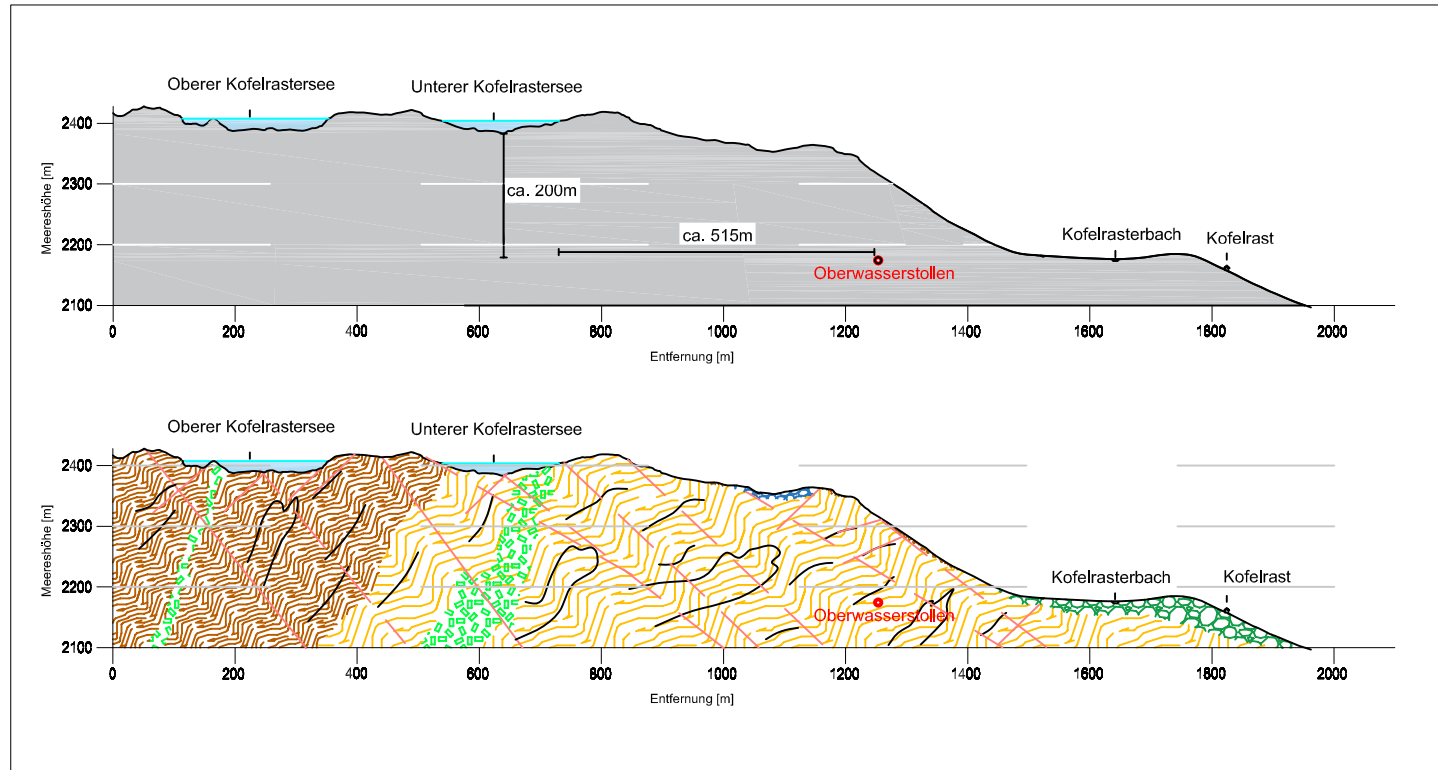 Oberer Kofelrastersee
Unterer Kofelrastersee
Meereshöhe [m]
2400
2300
2200
2100
ca. 200m
ca. 515m
Oberwasserstollen
Kofelrasterbach
Kofelrast
0
200
400
600
800
1000
1200
1400
1600
1800
2000
Entfernung [m]
Oberer Kofelrastersee
Unterer Kofelrastersee
Meereshöhe [m]
2400
2300
2200
2100
Oberwasserstollen
Kofelrasterbach
Kofelrast
0
200
400
600
800
1000
1200
1400
1600
1800
2000
Entfernung [m]